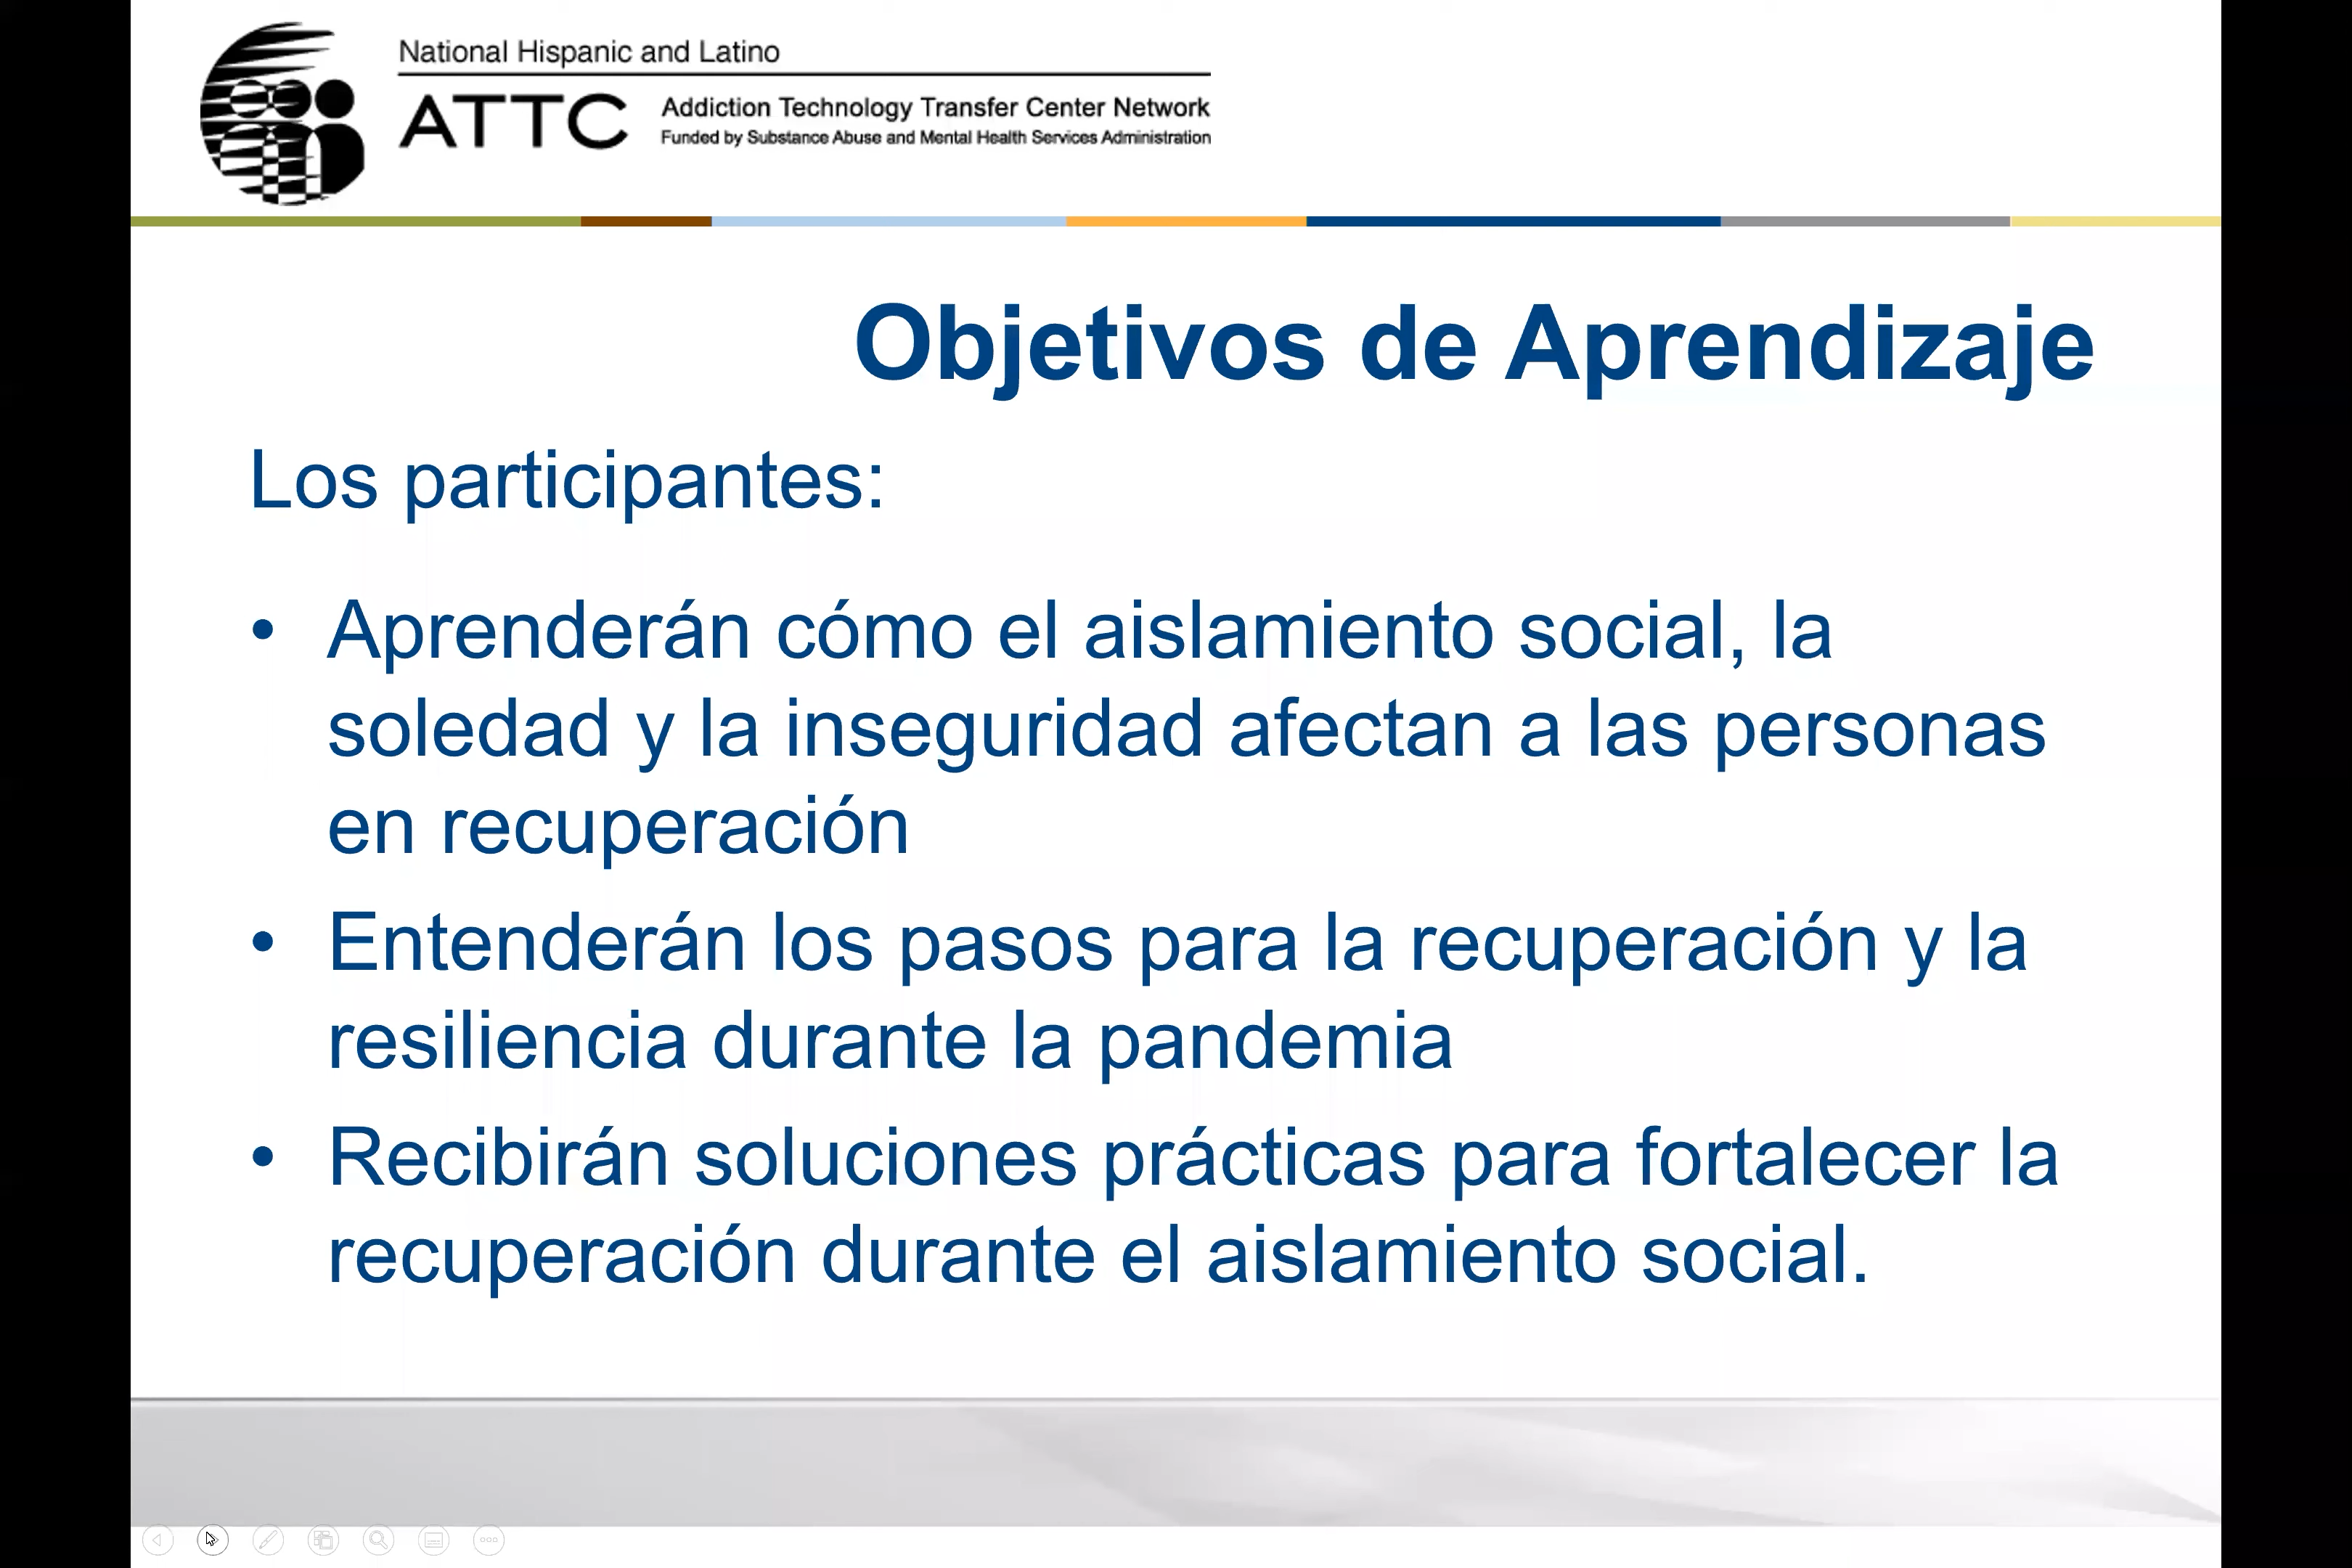 National Hispanic and Latino
ATTC
Addiction Technology Transfer Center Network
Funded by Substance Abuse and Mental Health Services Administration
Objetivos de Aprendizaje
Los participantes:
• Aprenderán cómo el aislamiento social, la
soledad y la inseguridad afectan a las personas
en recuperación
• Entenderán los pasos para la recuperación y la
resiliencia durante la pandemia
• Recibirán soluciones prácticas para fortalecer la
recuperación durante el aislamiento social.